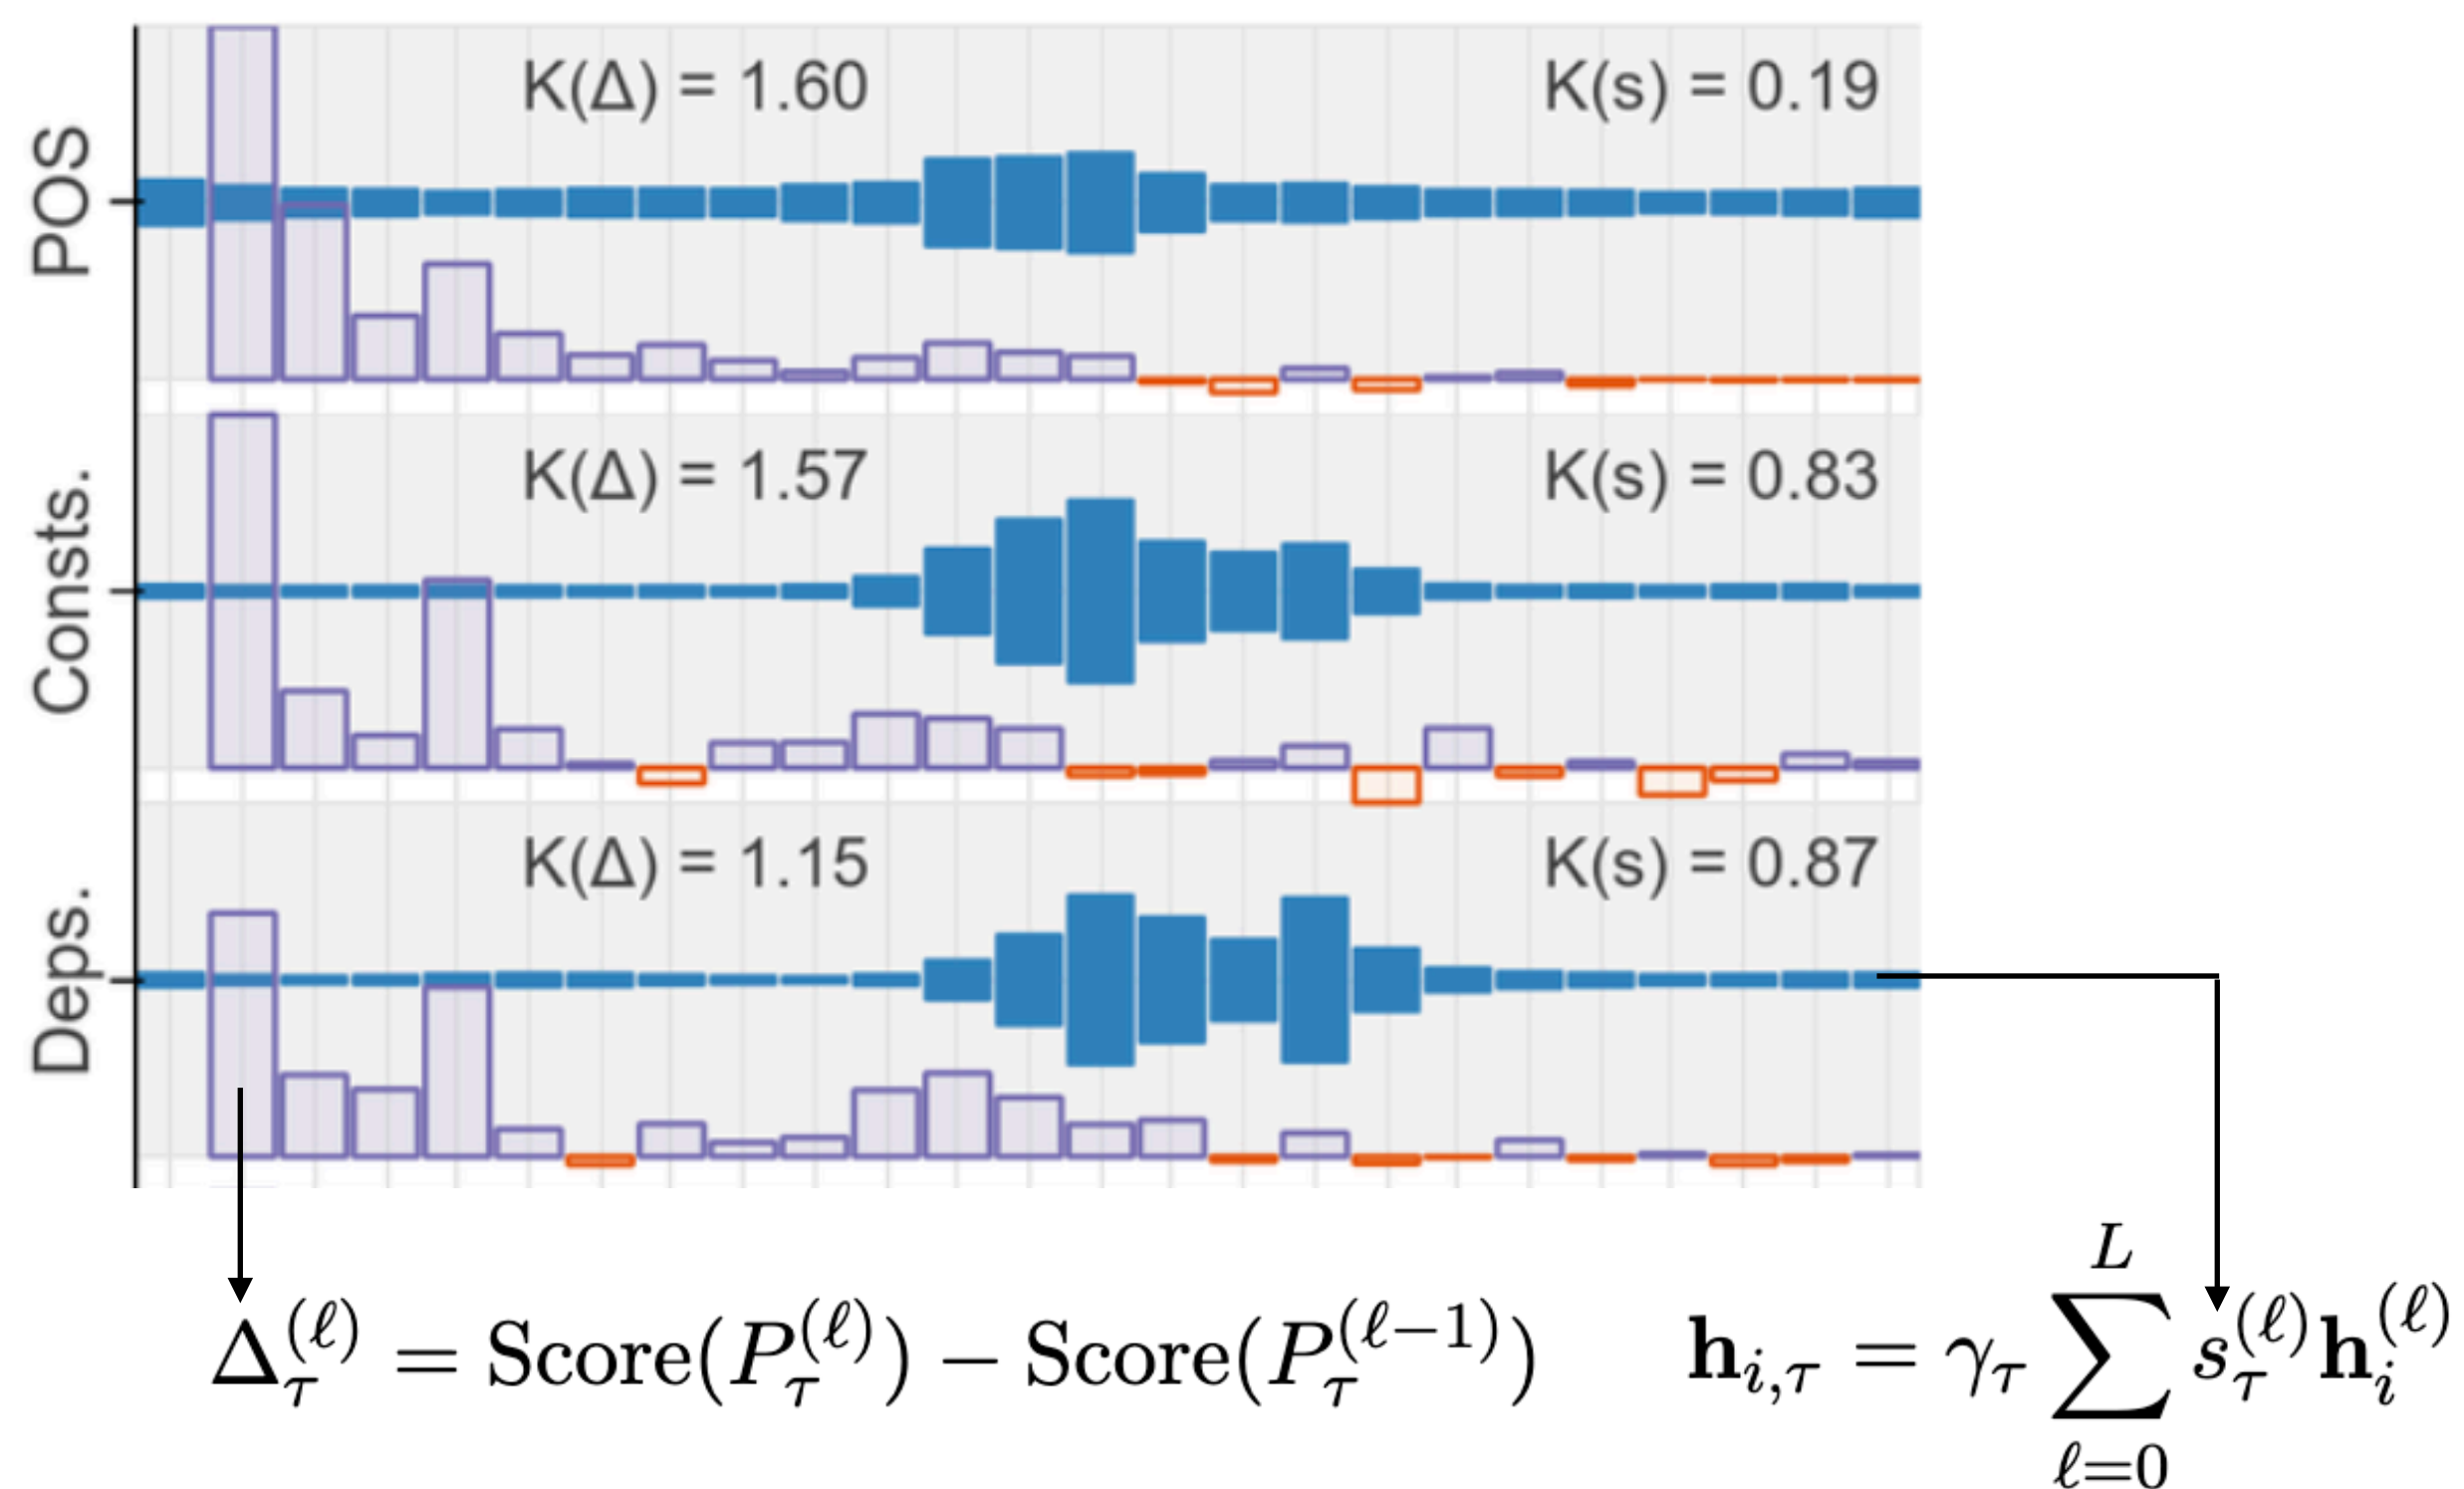 POS
K(Δ) = 1.60
K(s) = 0.19
Consts.
K(Δ) = 1.57
K(s) = 0.83
Deps.
K(Δ) = 1.15
K(s) = 0.87
Δ_τ^{(ℓ)} = Score(P_τ^{(ℓ)}) − Score(P_τ^{(ℓ−1)})
h_{i,τ} = γ_τ ∑_{ℓ=0}^{L} s_τ^{(ℓ)} h_i^{(ℓ)}